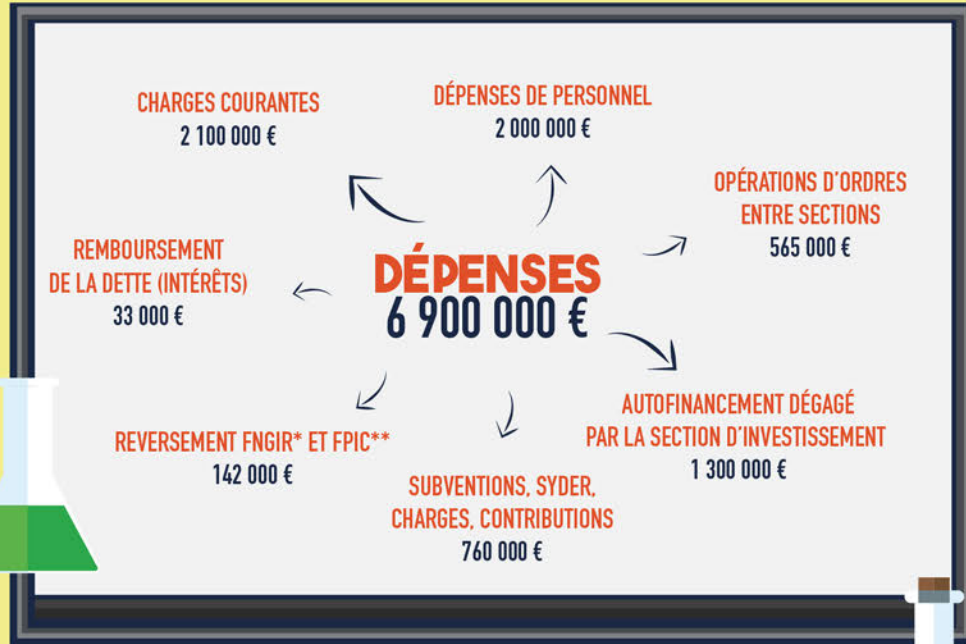 CHARGES COURANTES
2 100 000 €
DÉPENSES DE PERSONNEL
2 000 000 €
OPÉRATIONS D'ORDRES
ENTRE SECTIONS
565 000 €
REMBOURSEMENT
DE LA DETTE (INTÉRÊTS)
33 000 €
DÉPENSES
6 900 000 €
AUTOFINANCEMENT DÉGAGÉ
PAR LA SECTION D'INVESTISSEMENT
1 300 000 €
REVERSEMENT FNGIR* ET FPIC**
142 000 €
SUBVENTIONS, SYDER,
CHARGES, CONTRIBUTIONS
760 000 €